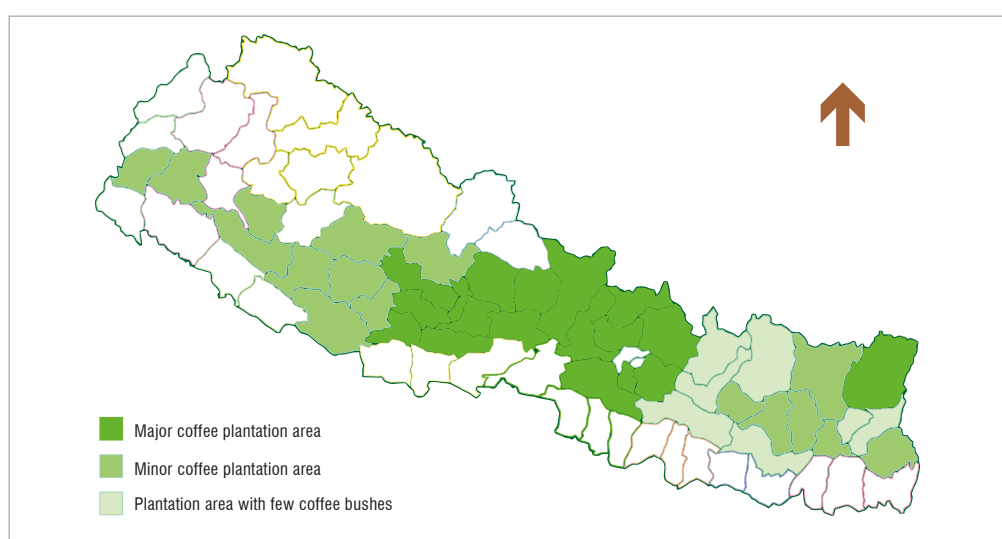 Major coffee plantation area
Minor coffee plantation area
Plantation area with few coffee bushes